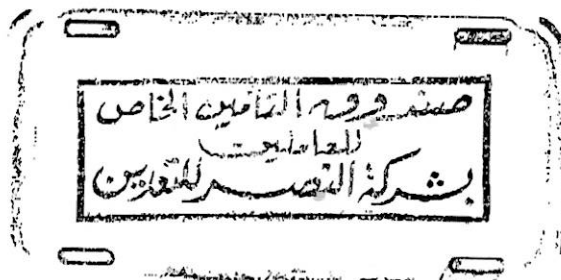 صندوق التأمين الخاص
للعاملين
بشركة النصر للتعدين